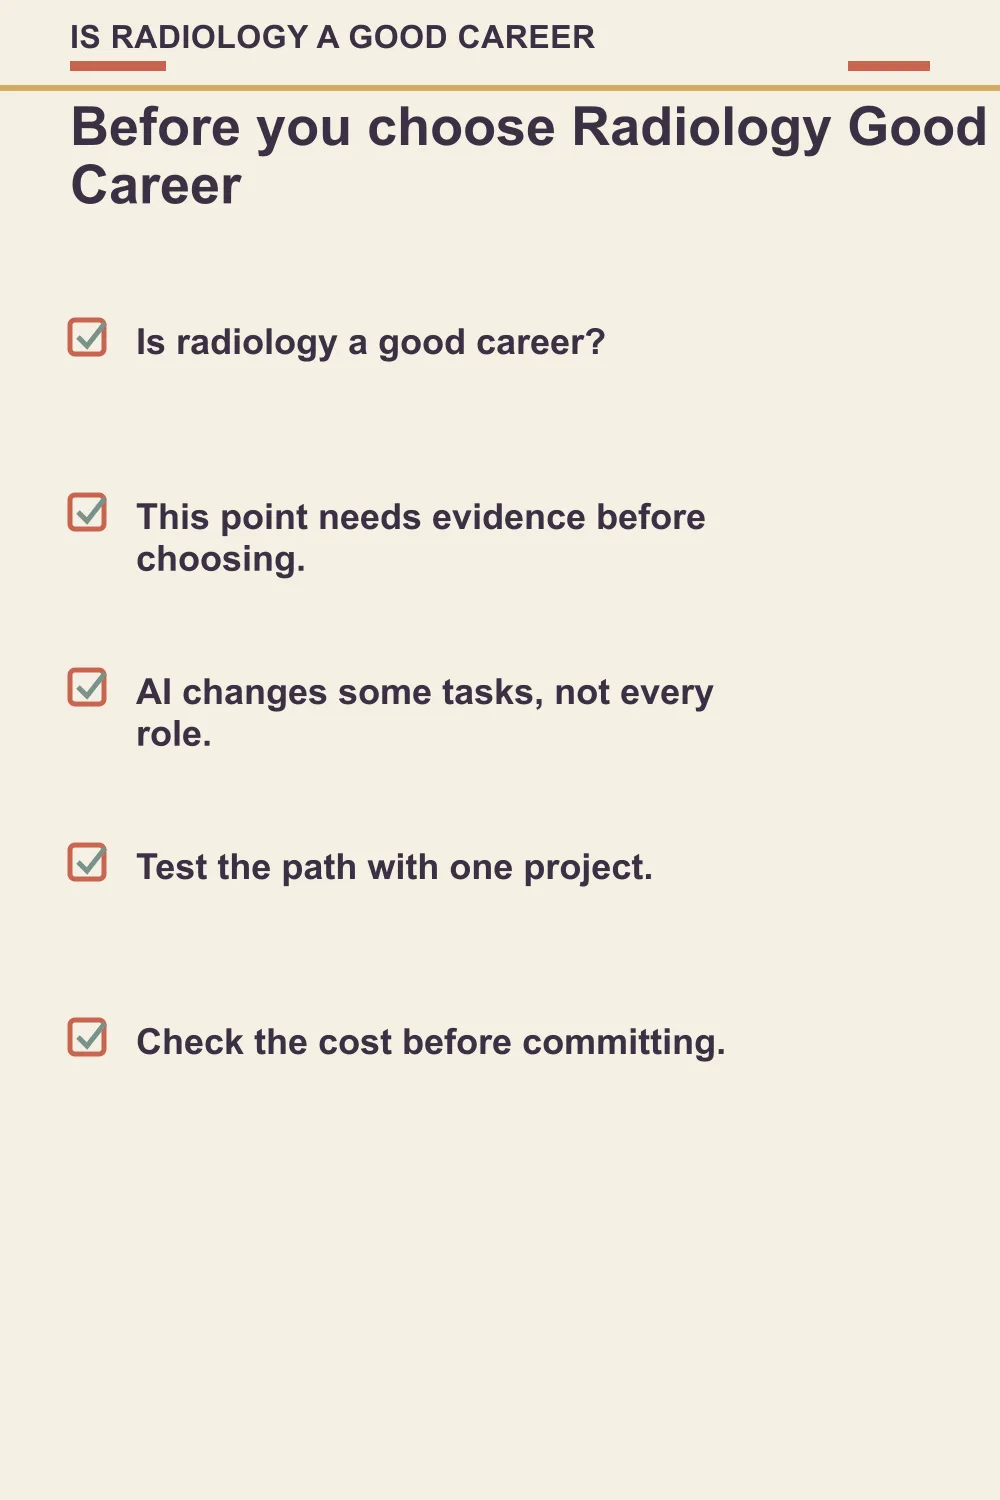 IS RADIOLOGY A GOOD CAREER
Before you choose Radiology Good
Career
Is radiology a good career?
This point needs evidence before
choosing.
AI changes some tasks, not every
role.
Test the path with one project.
Check the cost before committing.